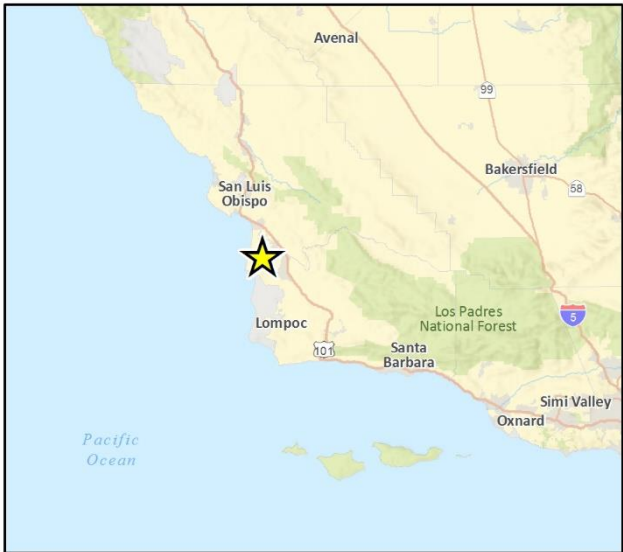 Avenal
99
Bakersfield
58
San Luis
Obispo
Los Padres
National Forest
5
Lompoc
101
Santa
Barbara
Simi Valley
Oxnard
Pacific
Ocean